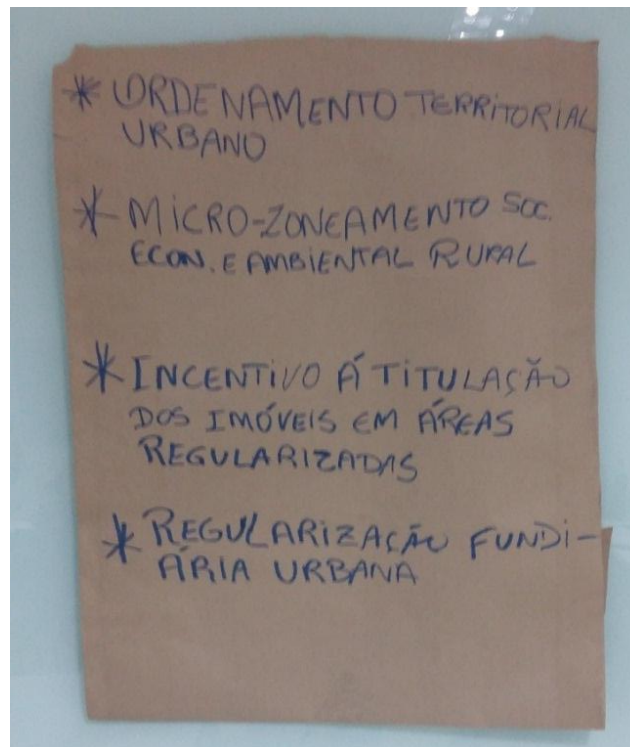 * ORDENAMENTO TERRITORIAL
URBANO
* MICRO-ZONEAMENTO SOC.
ECON. E AMBIENTAL RURAL
* INCENTIVO Á TITULAÇÃO
DOS IMÓVEIS EM ÁREAS
REGULARIZADAS
* REGULARIZAÇÃO FUNDI-
ÁRIA URBANA